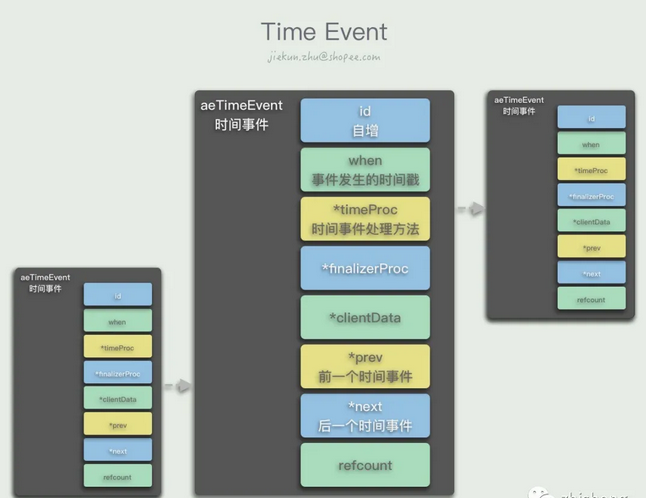 Time Event
jiekun.zhu@shopee.com
aeTimeEvent
时间事件
id
自增
when
事件发生的时间戳
*timeProc
时间事件处理方法
*finalizerProc
*clientData
*prev
前一个时间事件
*next
后一个时间事件
refcount
aeTimeEvent
时间事件
id
when
*timeProc
*finalizerProc
*clientData
*prev
*next
refcount
aeTimeEvent
时间事件
id
when
*timeProc
*finalizerProc
*clientData
*prev
*next
refcount